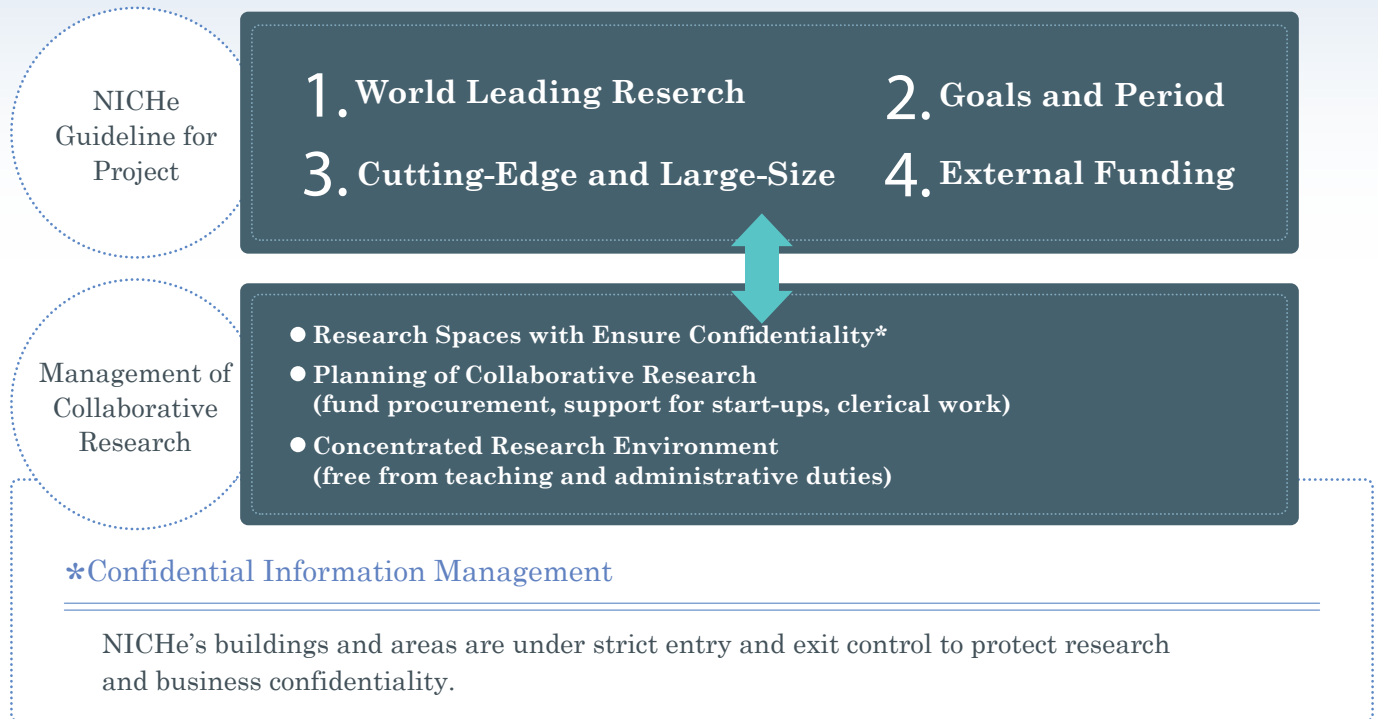 NICHe
Guideline for
Project
1. World Leading Reserch
2. Goals and Period
3. Cutting-Edge and Large-Size
4. External Funding
Management of
Collaborative
Research
● Research Spaces with Ensure Confidentiality*
● Planning of Collaborative Research
(fund procurement, support for start-ups, clerical work)
● Concentrated Research Environment
(free from teaching and administrative duties)
*Confidential Information Management
NICHe's buildings and areas are under strict entry and exit control to protect research
and business confidentiality.